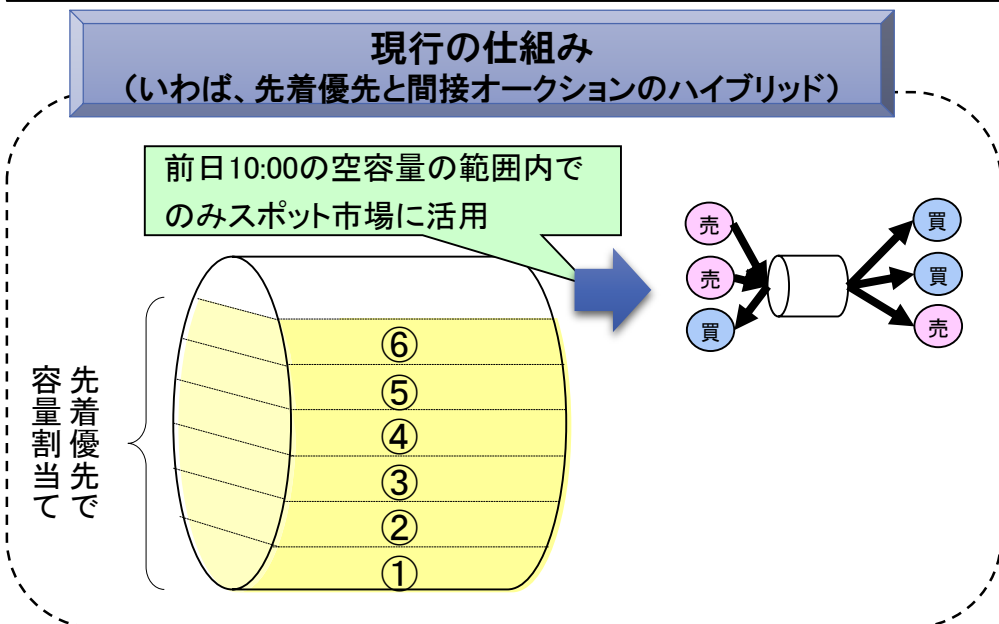 現行の仕組み
（いわば、先着優先と間接オークションのハイブリッド）
前日10:00の空容量の範囲内で
のみスポット市場に活用
売
売
買
買
買
売
先着優先で
容量割当て
⑥
⑤
④
③
②
①